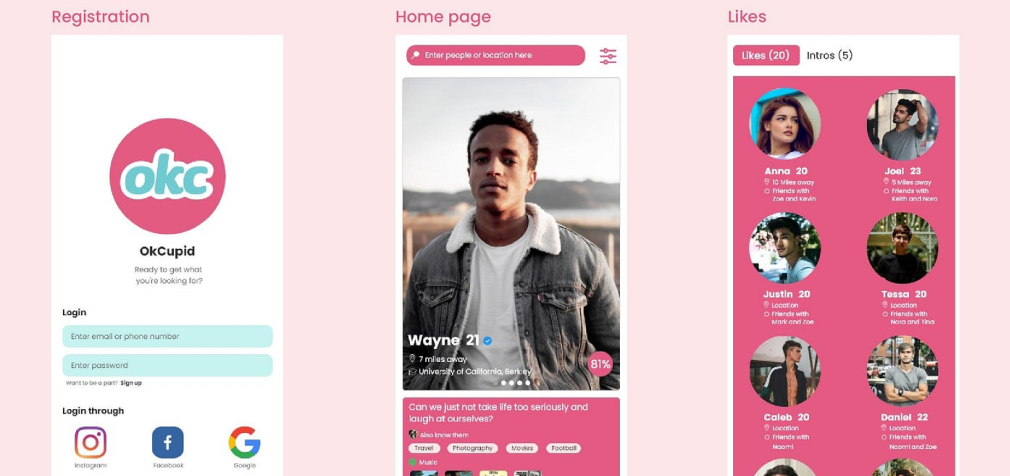 Registration
okc
OkCupid
Ready to get what
you're looking for?
Login
Enter email or phone number
Enter password
Want to be a part? Sign up
Login through
Instagram
Facebook
Google
Home page
Enter people or location here
Wayne 21
7 miles away
University of California, Berkley
81%
Can we just not take life too seriously and
laugh at ourselves?
Also know them
Travel
Photography
Movies
Football
Music
Likes
Likes (20)
Intros (5)
Anna 20
10 Miles away
Friends with
Zoe and Kevin
Joel 23
5 Miles away
Friends with
Keith and Nora
Justin 20
Location
Friends with
Mark and Zoe
Tessa 20
Location
Friends with
Nora and Tina
Caleb 20
Location
Friends with
Naomi
Daniel 22
Location
Friends with
Neomi and Zoe